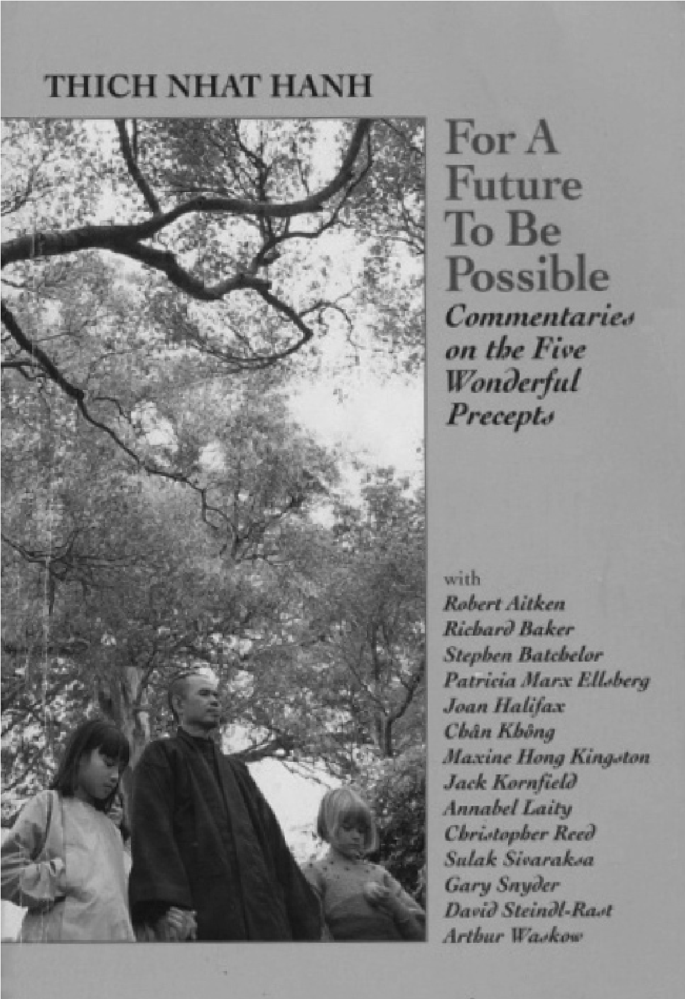 THICH NHAT HANH
For A
Future
To Be
Possible
Commentaries
on the Five
Wonderful
Precepts
with
Robert Aitken
Richard Baker
Stephen Batchelor
Patricia Marx Ellsberg
Joan Halifax
Chân Không
Maxine Hong Kingston
Jack Kornfield
Annabel Laity
Christopher Reed
Sulak Sivaraksa
Gary Snyder
David Steindl-Rast
Arthur Waskow